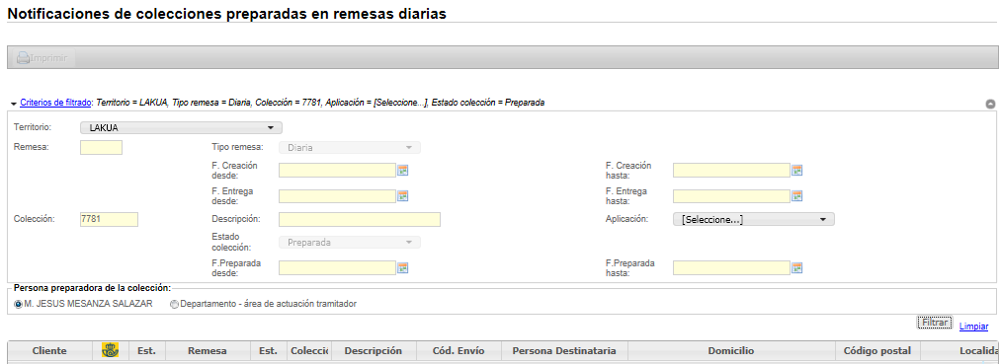 Notificaciones de colecciones preparadas en remesas diarias
Imprimir
Criterios de filtrado: Territorio = LAKUA, Tipo remesa = Diaria, Colección = 7781, Aplicación = [Seleccione...], Estado colección = Preparada
Territorio: LAKUA
Remesa: Tipo remesa: Diaria
F. Creación desde: F. Creación hasta:
F. Entrega desde: F. Entrega hasta:
Colección: 7781 Descripción: Aplicación: [Seleccione...]
Estado colección: Preparada
F.Preparada desde: F.Preparada hasta:
Persona preparadora de la colección:
M. JESUS MESANZA SALAZAR Departamento - área de actuación tramitador
Filtrar Limpiar
Cliente Est. Remesa Est. Colecció Descripción Cód. Envío Persona Destinataria Domicilio Código postal Localida